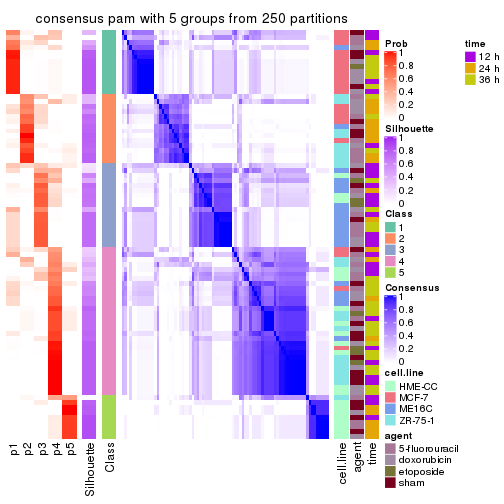 consensus pam with 5 groups from 250 partitions
Prob
1
0.8
0.6
0.4
0.2
0
time
12 h
24 h
36 h
Silhouette
1
0.8
0.6
0.4
0.2
0
Class
1
2
3
4
5
Consensus
1
0.8
0.6
0.4
0.2
0
cell.line
HME-CC
MCF-7
ME16C
ZR-75-1
agent
5-fluorouracil
doxorubicin
etoposide
sham
p1
p2
p3
p4
p5
Silhouette
Class
cell.line
agent
time